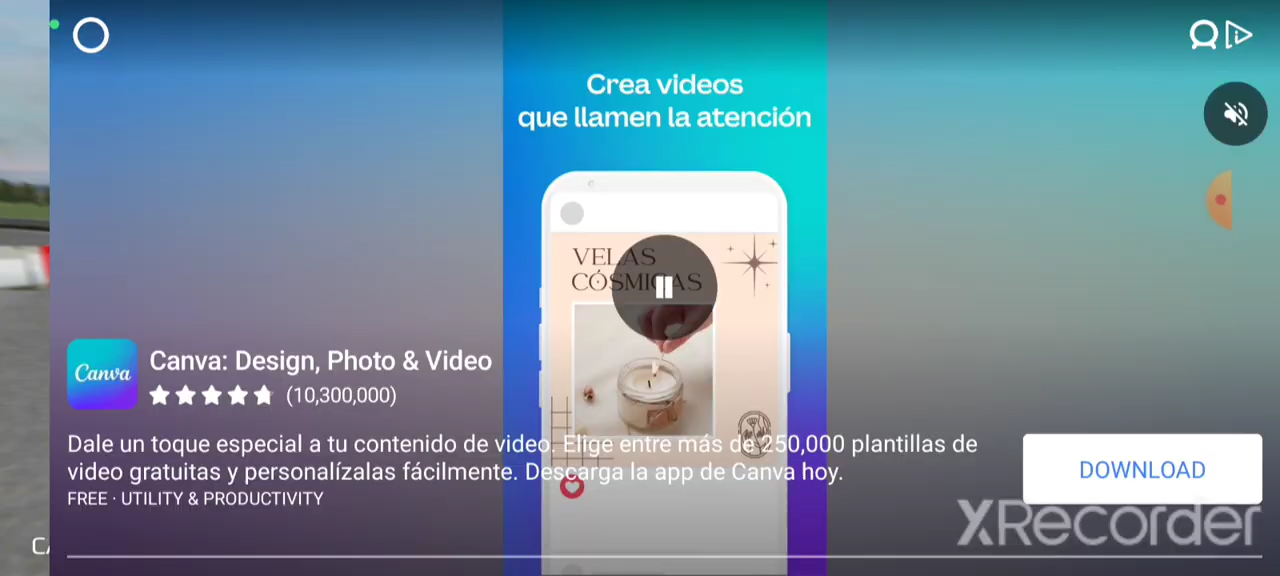 Crea videos
que llamen la atención
VELAS
CÓSMICAS
Canva
Canva: Design, Photo & Video
(10,300,000)
Dale un toque especial a tu contenido de video. Elige entre más de 250,000 plantillas de
video gratuitas y personalízalas fácilmente. Descarga la app de Canva hoy.
FREE · UTILITY & PRODUCTIVITY
DOWNLOAD
XRecorder